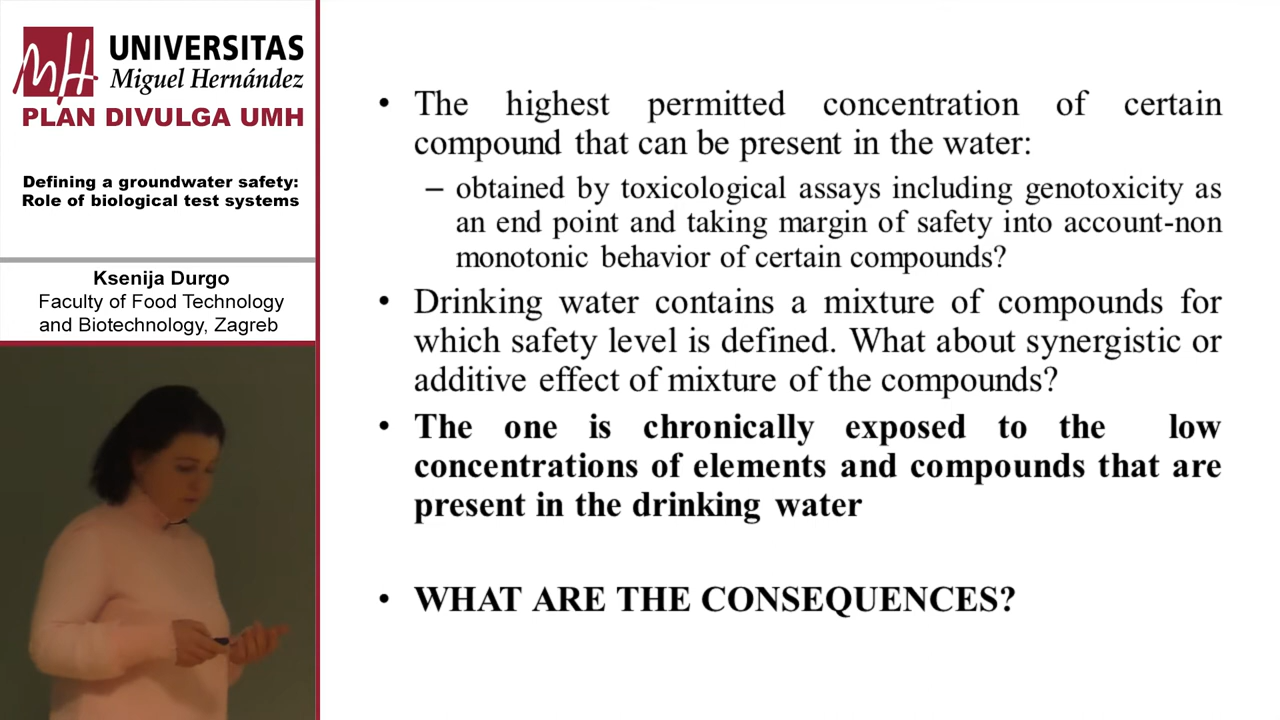 UNIVERSITAS
Miguel Hernández
PLAN DIVULGA UMH
Defining a groundwater safety:
Role of biological test systems
Ksenija Durgo
Faculty of Food Technology
and Biotechnology, Zagreb
• The highest permitted concentration of certain
compound that can be present in the water:
– obtained by toxicological assays including genotoxicity as
an end point and taking margin of safety into account-non
monotonic behavior of certain compounds?
• Drinking water contains a mixture of compounds for
which safety level is defined. What about synergistic or
additive effect of mixture of the compounds?
• The one is chronically exposed to the low
concentrations of elements and compounds that are
present in the drinking water
• WHAT ARE THE CONSEQUENCES?